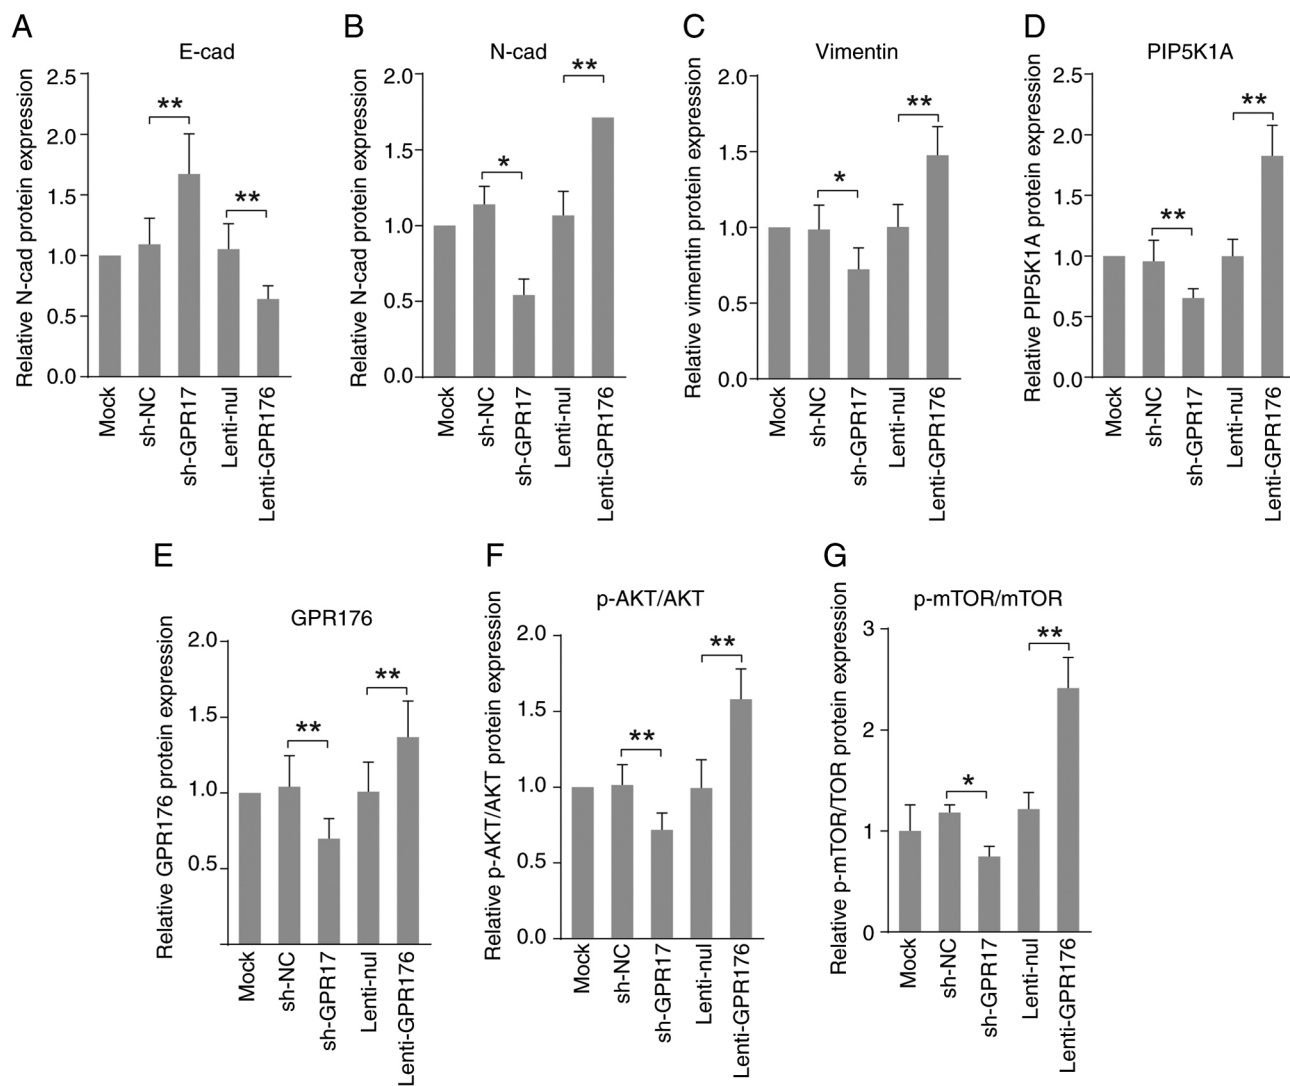 A
E-cad
Relative N-cad protein expression
2.5
2.0
1.5
1.0
0.5
0.0
**
**
Mock
sh-NC
sh-GPR17
Lenti-nul
Lenti-GPR176
B
N-cad
Relative N-cad protein expression
2.0
1.5
1.0
0.5
0.0
*
**
Mock
sh-NC
sh-GPR17
Lenti-nul
Lenti-GPR176
C
Vimentin
Relative vimentin protein expression
2.0
1.5
1.0
0.5
0.0
*
**
Mock
sh-NC
sh-GPR17
Lenti-nul
Lenti-GPR176
D
PIP5K1A
Relative PIP5K1A protein expression
2.5
2.0
1.5
1.0
0.5
0.0
**
**
Mock
sh-NC
sh-GPR17
Lenti-nul
Lenti-GPR176
E
GPR176
Relative GPR176 protein expression
2.0
1.5
1.0
0.5
**
**
Mock
sh-NC
sh-GPR17
Lenti-nul
Lenti-GPR176
F
p-AKT/AKT
Relative p-AKT/AKT protein expression
2.0
1.5
1.0
0.5
0.0
**
**
Mock
sh-NC
sh-GPR17
Lenti-nul
Lenti-GPR176
G
p-mTOR/mTOR
Relative p-mTOR/TOR protein expression
3
2
1
0
*
**
Mock
sh-NC
sh-GPR17
Lenti-nul
Lenti-GPR176